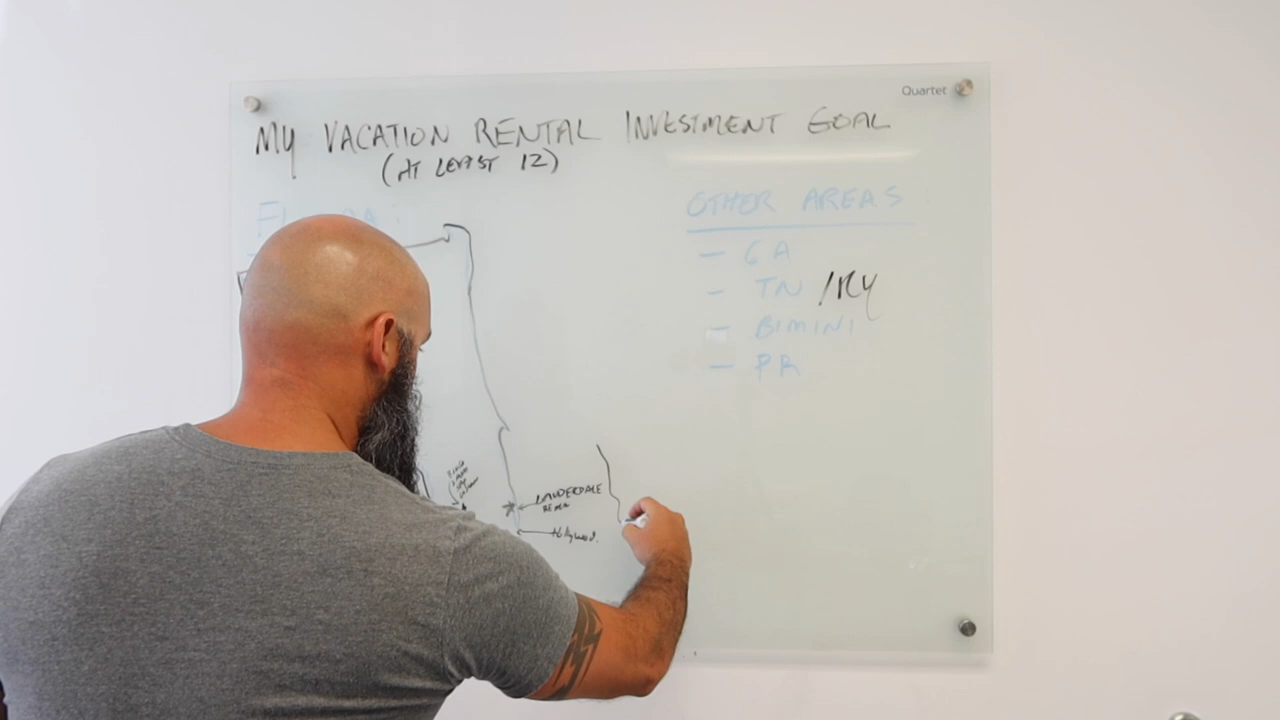 Quartet
MY VACATION RENTAL INVESTMENT GOAL
(AT LEAST 12)
OTHER AREAS:
- GA
- TN /KY
- BIMINI
- PR
LAUDERDALE
Hollywood.